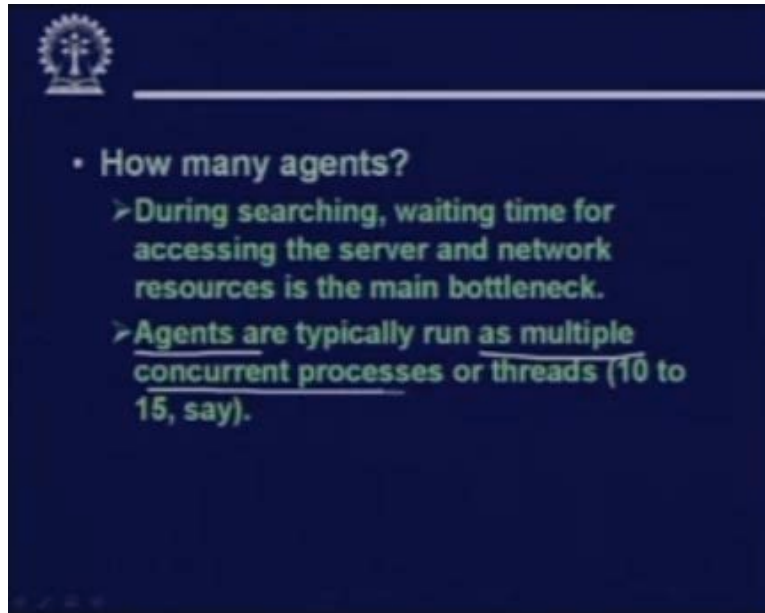 • How many agents?
➢During searching, waiting time for
accessing the server and network
resources is the main bottleneck.
➢Agents are typically run as multiple
concurrent processes or threads (10 to
15, say).